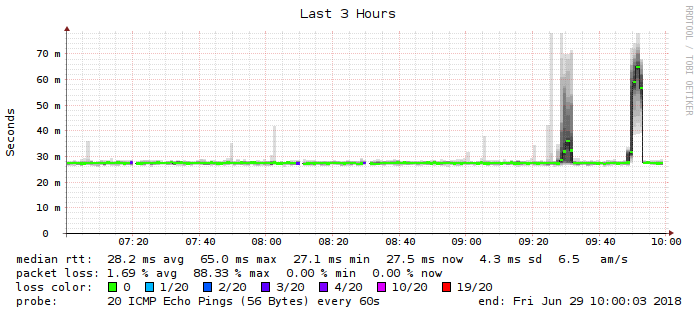 Last 3 Hours
RRDTOOL / TOBI OETIKER
Seconds
70 m
60 m
50 m
40 m
30 m
20 m
10 m
0
07:20 07:40 08:00 08:20 08:40 09:00 09:20 09:40 10:00
median rtt: 28.2 ms avg 65.0 ms max 27.1 ms min 27.5 ms now 4.3 ms sd 6.5 am/s
packet loss: 1.69 % avg 88.33 % max 0.00 % min 0.00 % now
loss color: 0 1/20 2/20 3/20 4/20 10/20 19/20
probe: 20 ICMP Echo Pings (56 Bytes) every 60s end: Fri Jun 29 10:00:03 2018